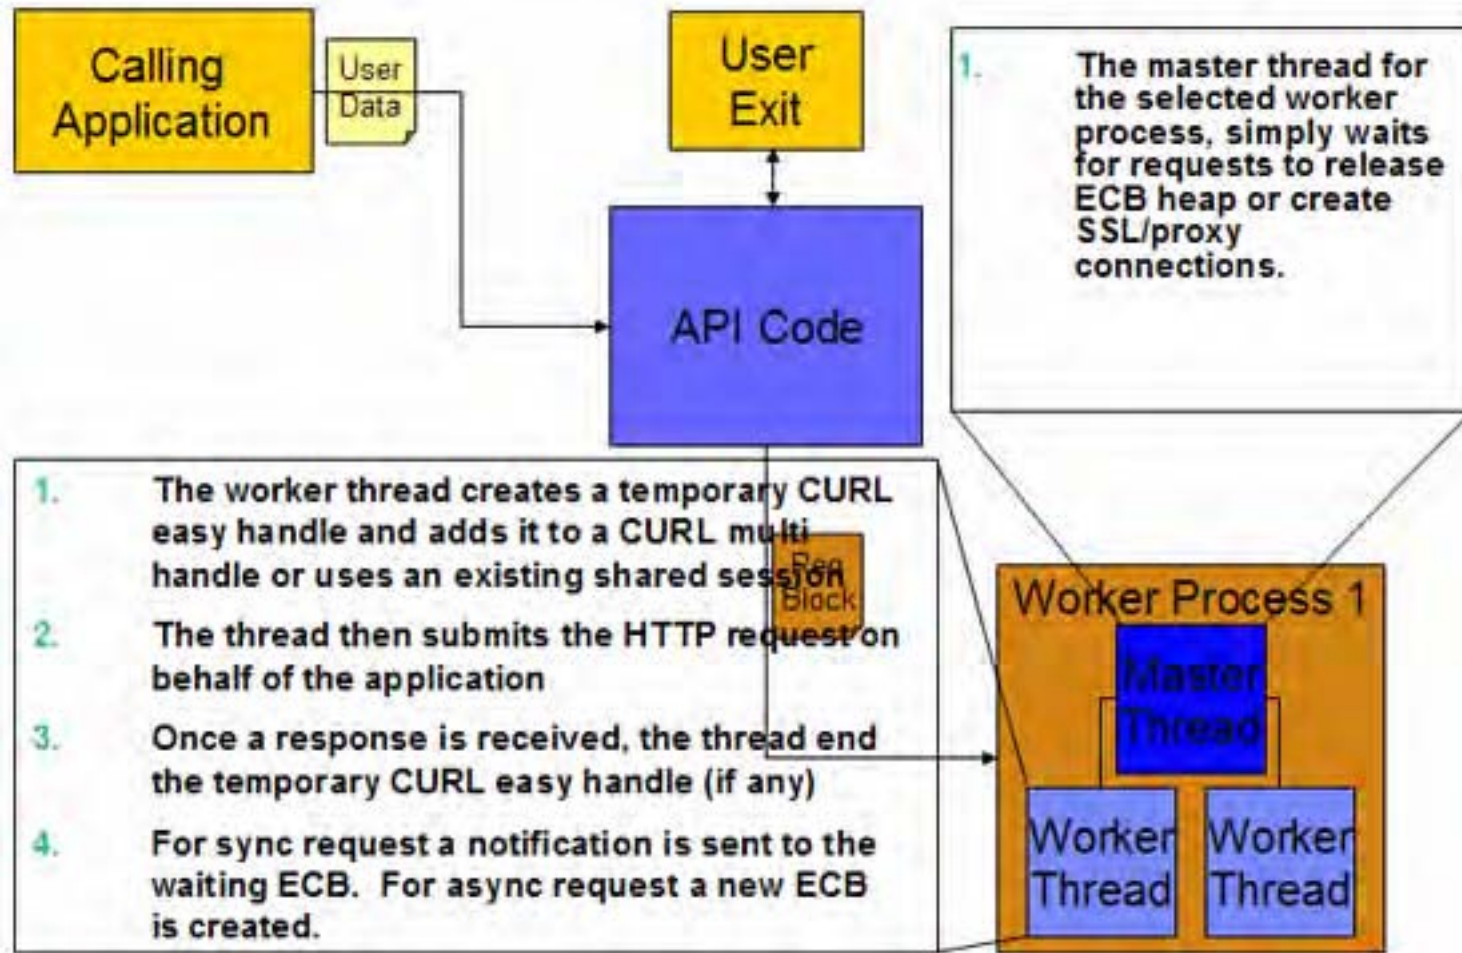 Calling
Application
User
Data
User
Exit
API Code
1. The master thread for
the selected worker
process, simply waits
for requests to release
ECB heap or create
SSL/proxy
connections.
1. The worker thread creates a temporary CURL
easy handle and adds it to a CURL multi
handle or uses an existing shared session
2. The thread then submits the HTTP request on
behalf of the application
3. Once a response is received, the thread end
the temporary CURL easy handle (if any)
4. For sync request a notification is sent to the
waiting ECB. For async request a new ECB
is created.
Req
Block
Worker Process 1
Master
Thread
Worker
Thread
Worker
Thread